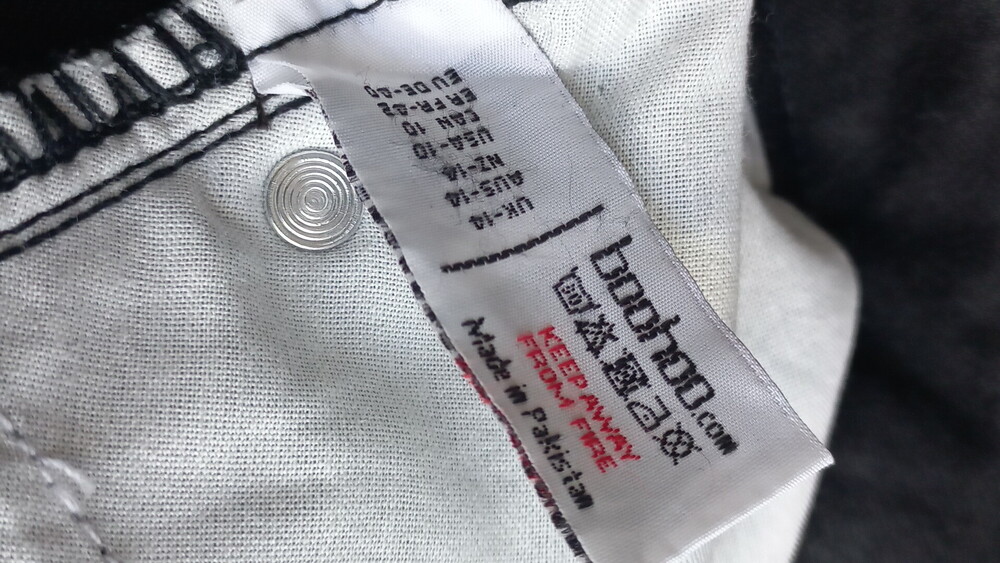 UK-14
AUS-14
NZ-14
USA-10
CAN 10
FR-42
EU DE-40
boohoo.com
30
KEEP AWAY
FROM FIRE
Made in Pakistan